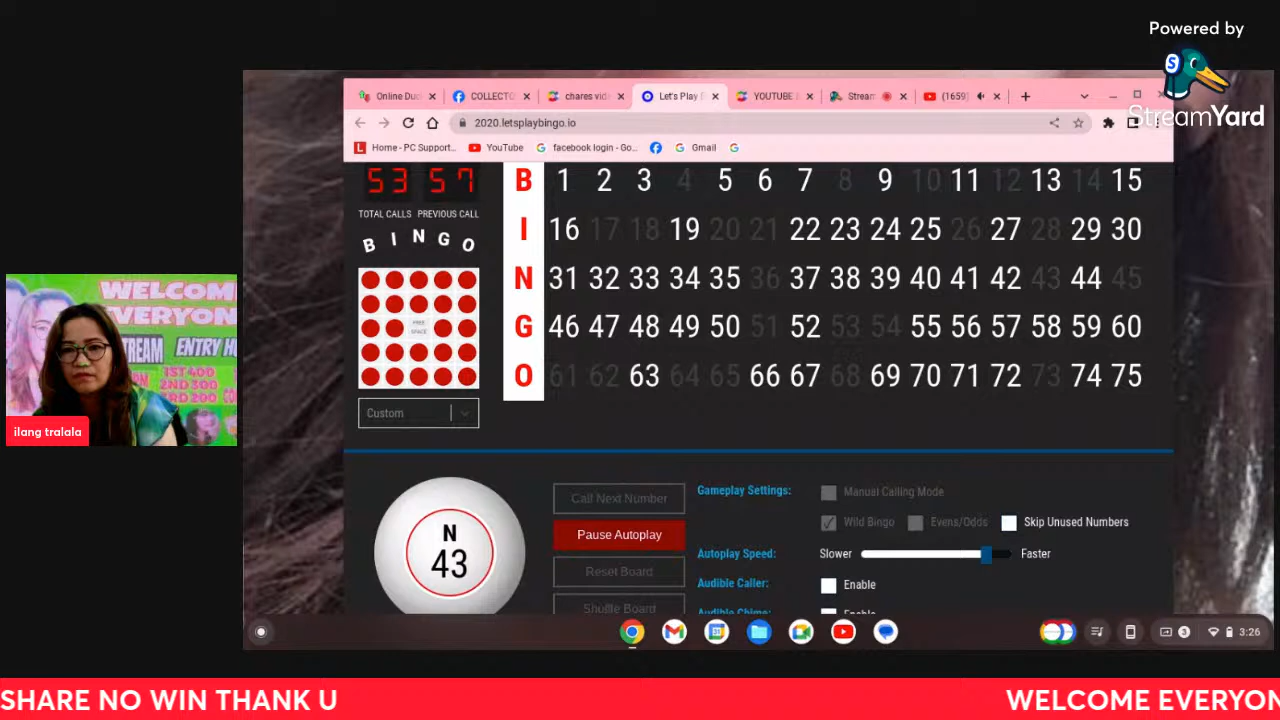 Powered by
StreamYard
Online Du
COLLECTO
chares vid
Let's Play B
YOUTUBE
Stream
(1659)
2020.letsplaybingo.io
Home - PC Support...
YouTube
facebook login - Go...
Gmail
53 57
TOTAL CALLS PREVIOUS CALL
B I N G O
FREE SPACE
Custom
B 1 2 3 4 5 6 7 8 9 10 11 12 13 14 15
I 16 17 18 19 20 21 22 23 24 25 26 27 28 29 30
N 31 32 33 34 35 36 37 38 39 40 41 42 43 44 45
G 46 47 48 49 50 51 52 53 54 55 56 57 58 59 60
O 61 62 63 64 65 66 67 68 69 70 71 72 73 74 75
WELCOM
EVERYON
STREAM ENTRY H
1ST 400
2ND 300
3RD 200
ilang tralala
N
43
Call Next Number
Pause Autoplay
Reset Board
Shuffle Board
Gameplay Settings:
Manual Calling Mode
Wild Bingo Evens/Odds Skip Unused Numbers
Autoplay Speed: Slower Faster
Audible Caller: Enable
Audible Chime: Enable
31
3
3:26
SHARE NO WIN THANK U
WELCOME EVERYON